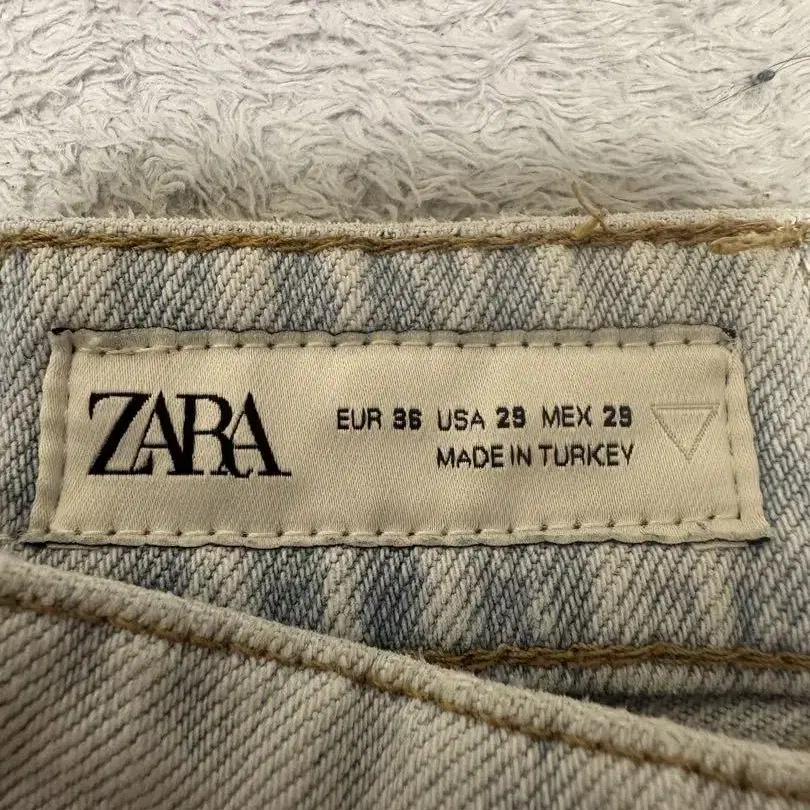 ZARA
EUR 36 USA 29 MEX 29
MADE IN TURKEY